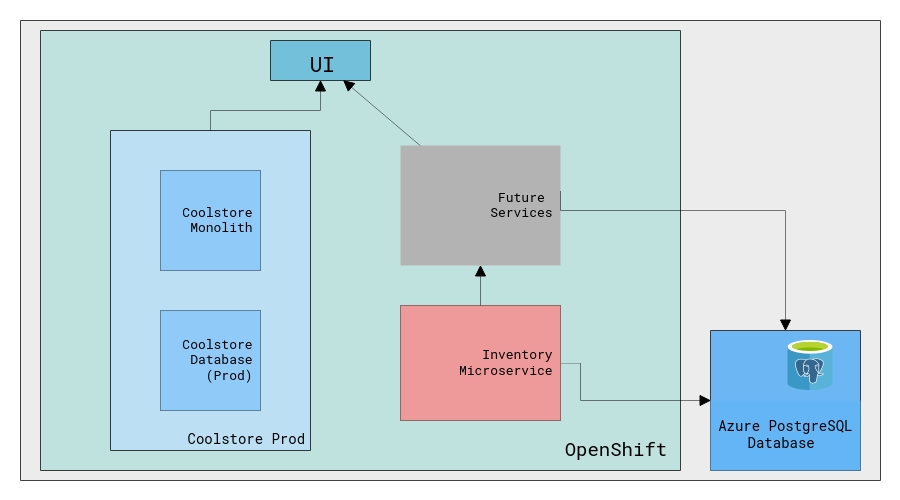 UI
Future
Services
Coolstore
Monolith
Coolstore
Database
(Prod)
Inventory
Microservice
Coolstore Prod
OpenShift
Azure PostgreSQL
Database